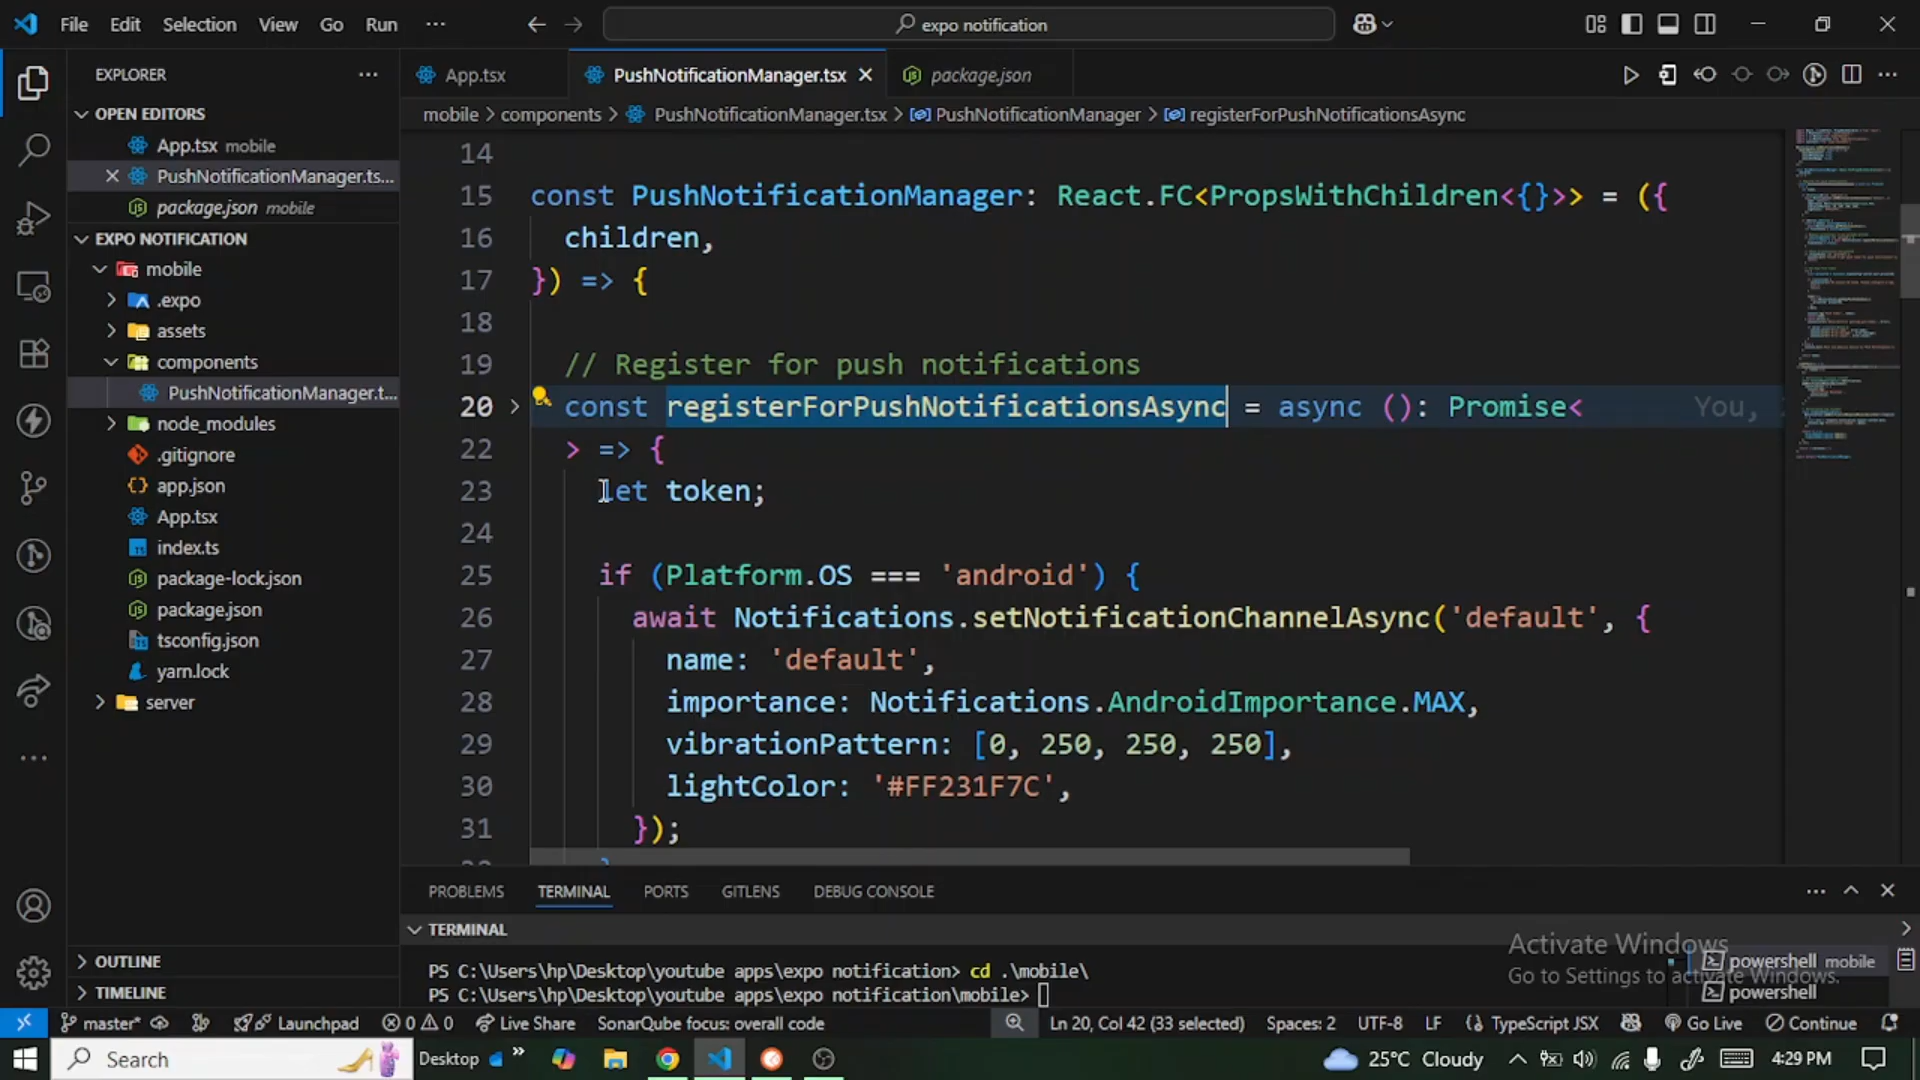 File Edit Selection View Go Run ...
expo notification
EXPLORER
OPEN EDITORS
App.tsx mobile
PushNotificationManager.ts...
package.json mobile
EXPO NOTIFICATION
mobile
.expo
assets
components
PushNotificationManager.t...
node_modules
.gitignore
app.json
App.tsx
index.ts
package-lock.json
package.json
tsconfig.json
yarn.lock
server
OUTLINE
TIMELINE
App.tsx PushNotificationManager.tsx package.json
mobile > components > PushNotificationManager.tsx > PushNotificationManager > registerForPushNotificationsAsync
14
15 const PushNotificationManager: React.FC<PropsWithChildren<{}>> = ({
16 children,
17 }) => {
18
19 // Register for push notifications
20 const registerForPushNotificationsAsync = async (): Promise< You,
22 > => {
23 let token;
24
25 if (Platform.OS === 'android') {
26 await Notifications.setNotificationChannelAsync('default', {
27 name: 'default',
28 importance: Notifications.AndroidImportance.MAX,
29 vibrationPattern: [0, 250, 250, 250],
30 lightColor: '#FF231F7C',
31 });
PROBLEMS TERMINAL PORTS GITLENS DEBUG CONSOLE
TERMINAL
PS C:\Users\hp\Desktop\youtube apps\expo notification> cd .\mobile\
PS C:\Users\hp\Desktop\youtube apps\expo notification\mobile>
powershell mobile
powershell
Activate Windows
Go to Settings to activate Windows.
master* Launchpad 0 0 Live Share SonarQube focus: overall code Ln 20, Col 42 (33 selected) Spaces: 2 UTF-8 LF TypeScript JSX Go Live Continue
Search Desktop 25°C Cloudy 4:29 PM